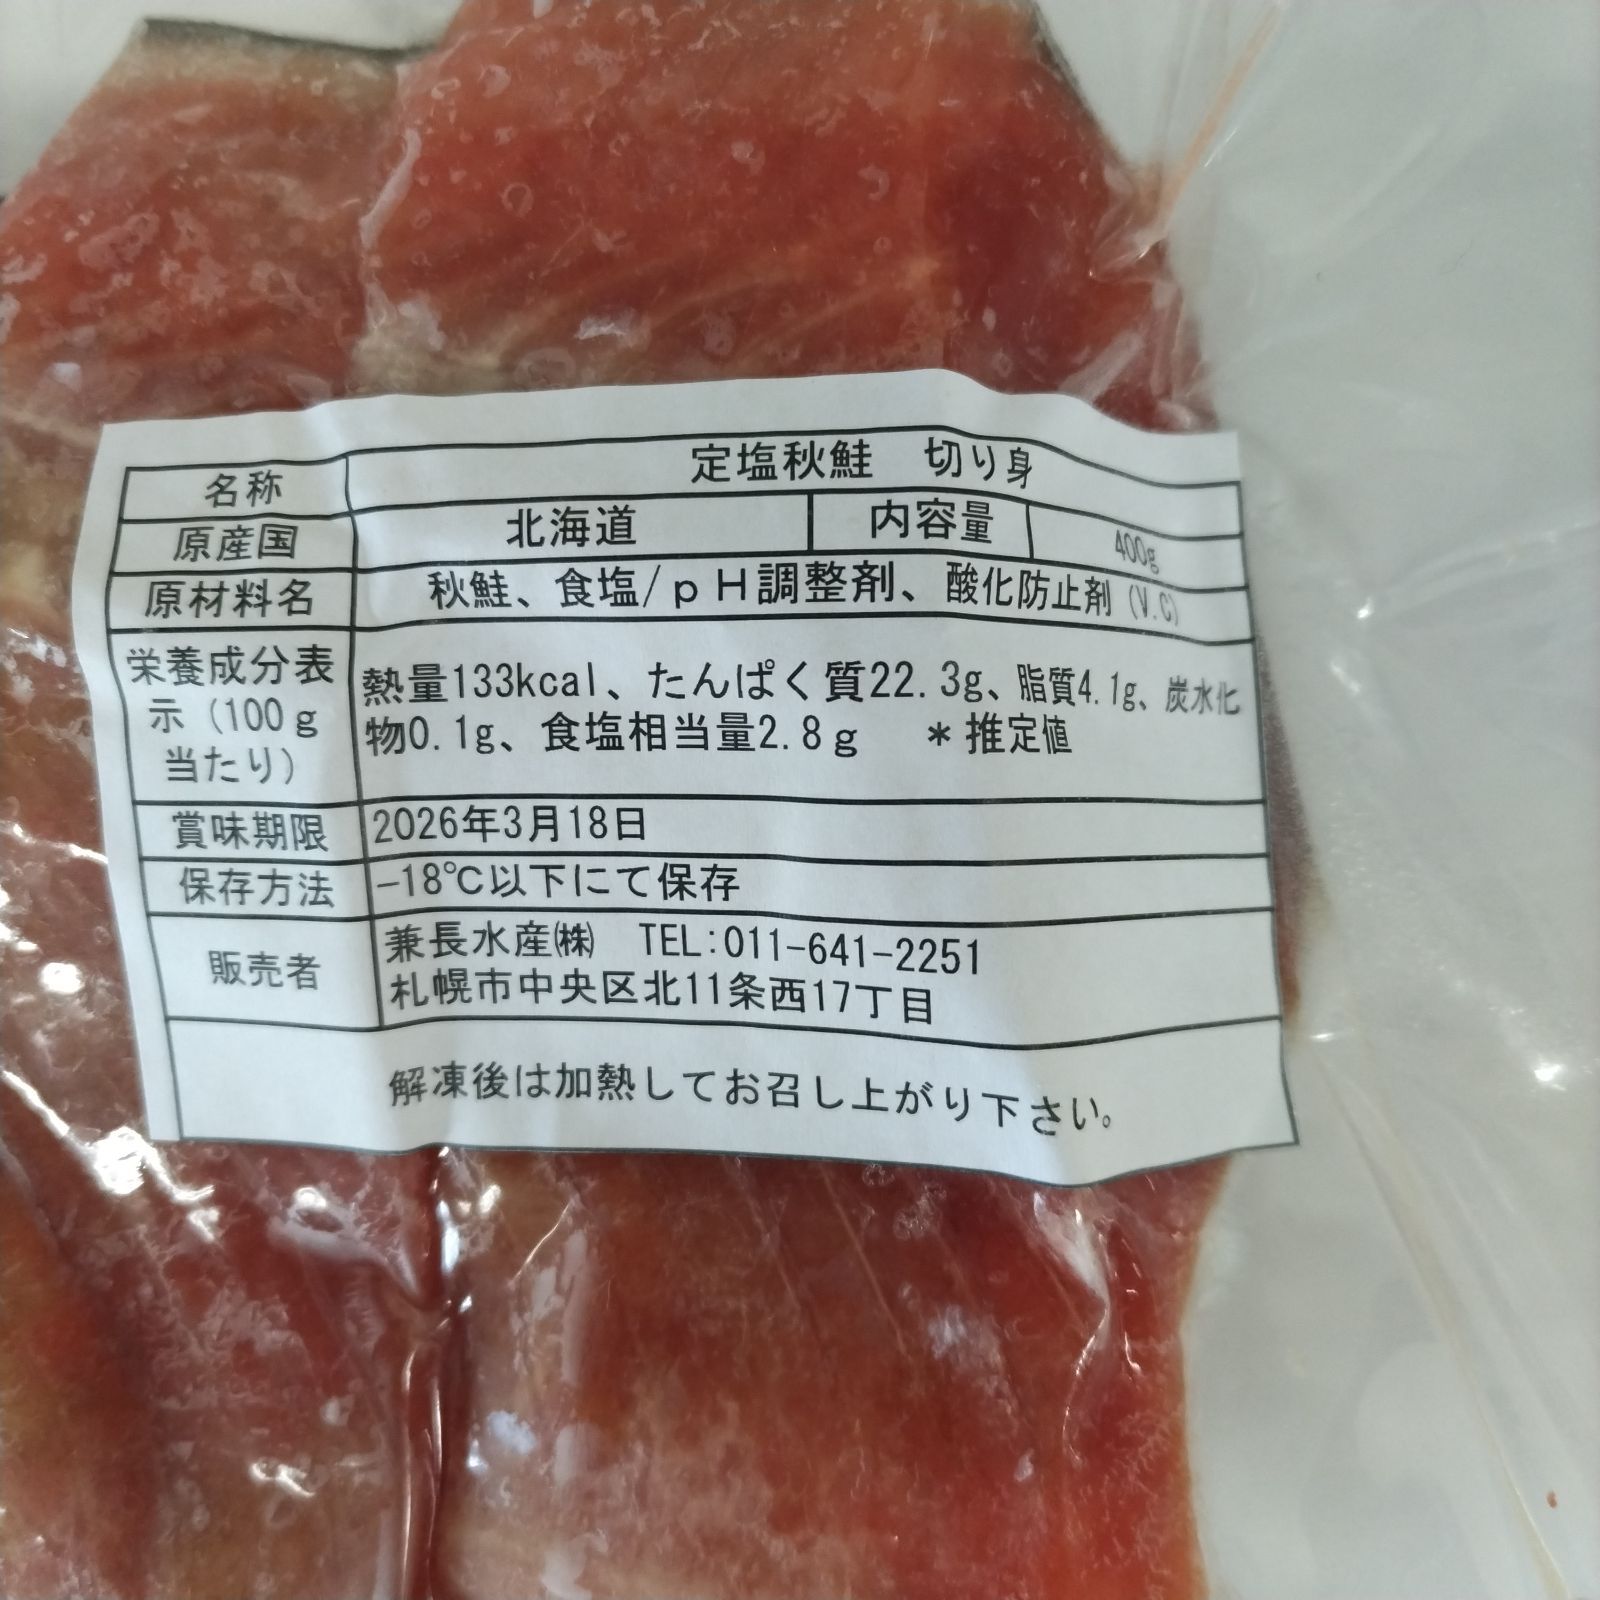 名称 定塩秋鮭 切り身
原産国 北海道 内容量 400g
原材料名 秋鮭、食塩/ｐＨ調整剤、酸化防止剤(V.C)
栄養成分表
示(100ｇ
当たり)
熱量133kcal、たんぱく質22.3g、脂質4.1g、炭水化
物0.1g、食塩相当量2.8ｇ ＊推定値
賞味期限 2026年3月18日
保存方法 −18℃以下にて保存
販売者
兼長水産㈱ TEL:011-641-2251
札幌市中央区北11条西17丁目
解凍後は加熱してお召し上がり下さい。